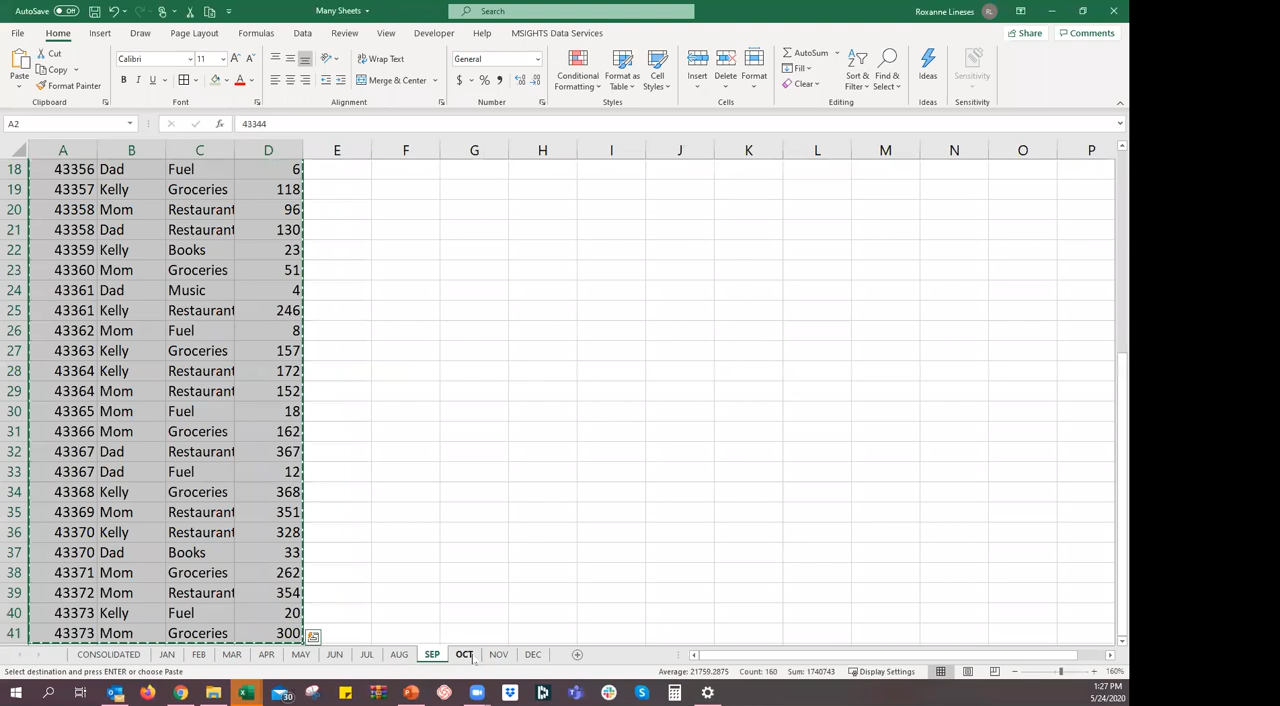 AutoSave Off Many Sheets Search Roxanne Lineses RL
File Home Insert Draw Page Layout Formulas Data Review View Developer Help MSIGHTS Data Services Share Comments
Paste Cut Copy Format Painter Calibri 11 Wrap Text Merge & Center General Conditional Formatting Format as Table Cell Styles Insert Delete Format AutoSum Fill Clear Sort & Filter Find & Select Ideas Sensitivity
Clipboard Font Alignment Number Styles Cells Editing Ideas Sensitivity
A2 fx 43344
A B C D E F G H I J K L M N O P
18 43356 Dad Fuel 6
19 43357 Kelly Groceries 118
20 43358 Mom Restaurant 96
21 43358 Dad Restaurant 130
22 43359 Kelly Books 23
23 43360 Mom Groceries 51
24 43361 Dad Music 4
25 43361 Kelly Restaurant 246
26 43362 Mom Fuel 8
27 43363 Kelly Groceries 157
28 43364 Kelly Restaurant 172
29 43364 Mom Restaurant 152
30 43365 Mom Fuel 18
31 43366 Mom Groceries 162
32 43367 Dad Restaurant 367
33 43367 Dad Fuel 12
34 43368 Kelly Groceries 368
35 43369 Mom Restaurant 351
36 43370 Kelly Restaurant 328
37 43370 Dad Books 33
38 43371 Mom Groceries 262
39 43372 Mom Restaurant 354
40 43373 Kelly Fuel 20
41 43373 Mom Groceries 300
CONSOLIDATED JAN FEB MAR APR MAY JUN JUL AUG SEP OCT NOV DEC
Select destination and press ENTER or choose Paste Average: 21759.2875 Count: 160 Sum: 1740743 Display Settings 160%
30 1:27 PM
5/24/2020